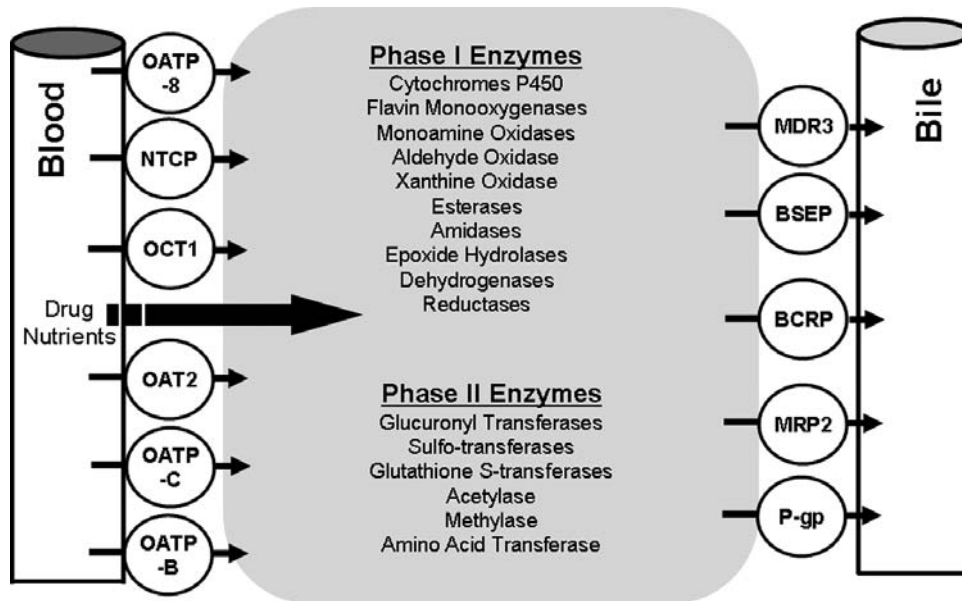 Blood
OATP
-8
NTCP
OCT1
Drug
Nutrients
OAT2
OATP
-C
OATP
-B
Phase I Enzymes
Cytochromes P450
Flavin Monooxygenases
Monoamine Oxidases
Aldehyde Oxidase
Xanthine Oxidase
Esterases
Amidases
Epoxide Hydrolases
Dehydrogenases
Reductases
Phase II Enzymes
Glucuronyl Transferases
Sulfo-transferases
Glutathione S-transferases
Acetylase
Methylase
Amino Acid Transferase
MDR3
BSEP
BCRP
MRP2
P-gp
Bile